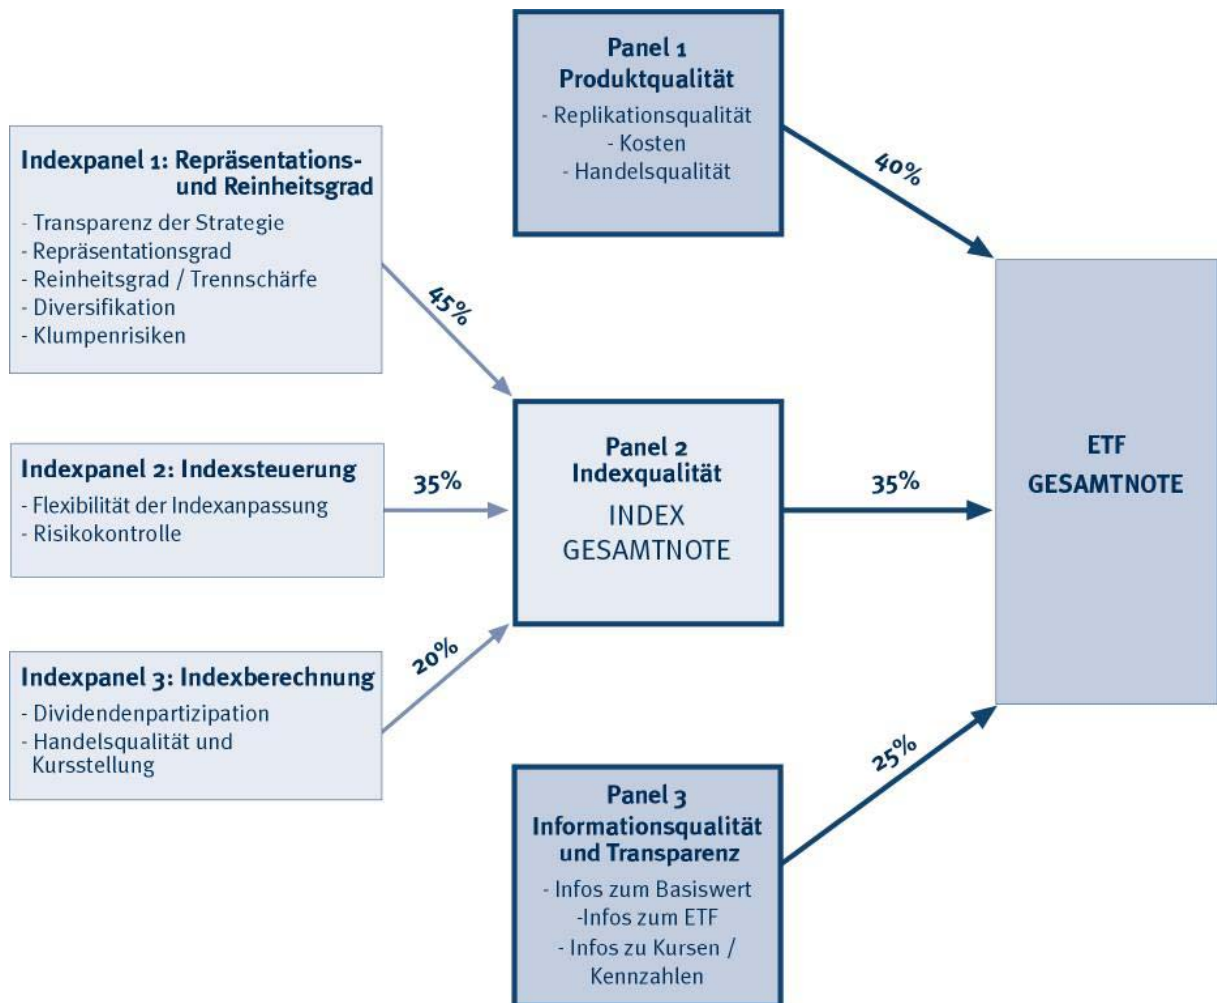 Panel 1
Produktqualität
- Replikationsqualität
- Kosten
- Handelsqualität
40%
Indexpanel 1: Repräsentations-
und Reinheitsgrad
- Transparenz der Strategie
- Repräsentationsgrad
- Reinheitsgrad / Trennschärfe
- Diversifikation
- Klumpenrisiken
45%
Indexpanel 2: Indexsteuerung
- Flexibilität der Indexanpassung
- Risikokontrolle
35%
Indexpanel 3: Indexberechnung
- Dividendenpartizipation
- Handelsqualität und
Kursstellung
20%
Panel 2
Indexqualität
INDEX
GESAMTNOTE
35%
ETF
GESAMTNOTE
Panel 3
Informationsqualität
und Transparenz
- Infos zum Basiswert
-Infos zum ETF
- Infos zu Kursen /
Kennzahlen
25%